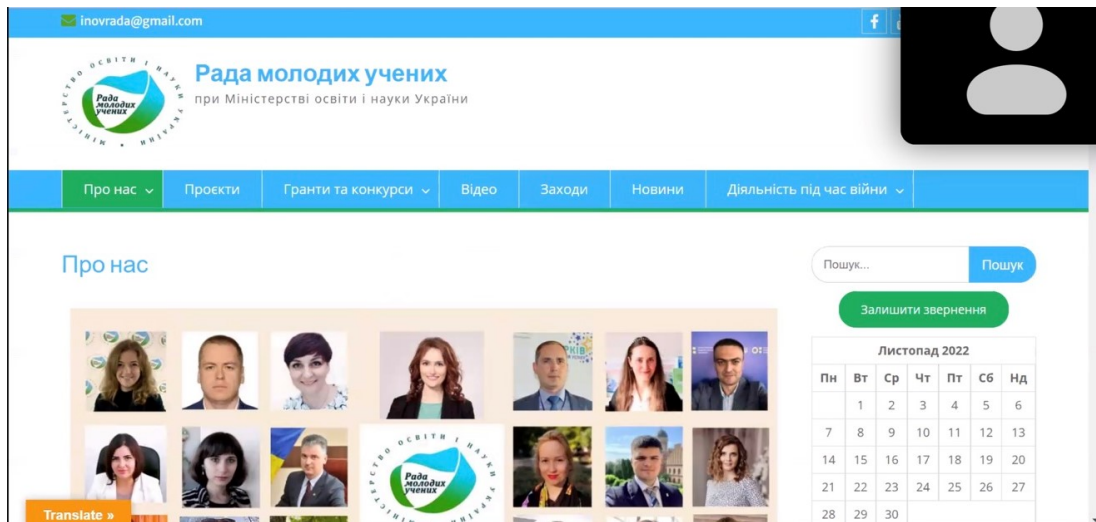 inovrada@gmail.com
МІНІСТЕРСТВО ОСВІТИ І НАУКИ УКРАЇНИ
Рада
молодих
учених
Рада молодих учених
при Міністерстві освіти і науки України
Про нас
Проєкти
Гранти та конкурси
Відео
Заходи
Новини
Діяльність під час війни
Про нас
Пошук...
Пошук
Залишити звернення
Листопад 2022
Пн Вт Ср Чт Пт Сб Нд
1 2 3 4 5 6
7 8 9 10 11 12 13
14 15 16 17 18 19 20
21 22 23 24 25 26 27
28 29 30
Рада
молодих
учених
Translate »